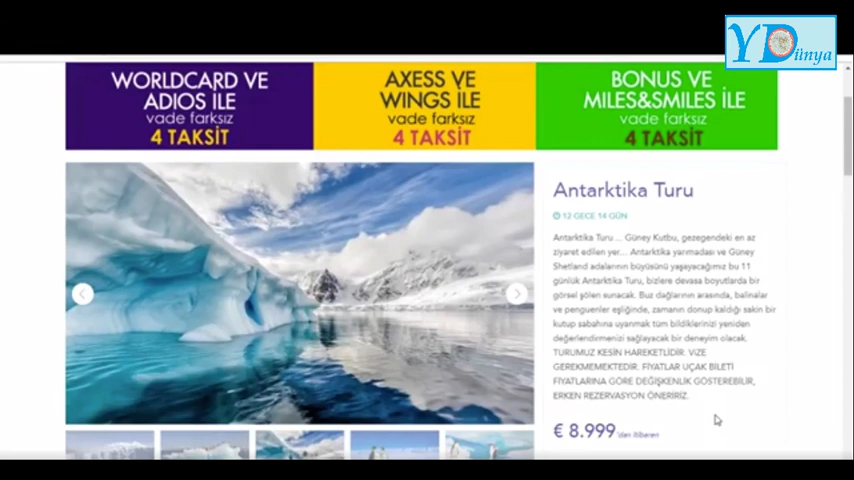 YDünya
WORLDCARD VE
ADIOS İLE
vade farksız
4 TAKSİT
AXESS VE
WINGS İLE
vade farksız
4 TAKSİT
BONUS VE
MILES&SMILES İLE
vade farksız
4 TAKSİT
Antarktika Turu
12 GECE 14 GÜN
Antarktika Turu ... Güney Kutbu, gezegendeki en az
ziyaret edilen yer... Antarktika yarımadası ve Güney
Shetland adalarının büyüsünü yaşayacağımız bu 11
günlük Antarktika Turu, bizlere devasa boyutlarda bir
görsel şölen sunacak. Buz dağlarının arasında, balinalar
ve penguenler eşliğinde, zamanın donup kaldığı sakin bir
kutup sabahına uyanmak tüm bildiklerinizi yeniden
değerlendirmenizi sağlayacak bir deneyim olacak.
TURUMUZ KESİN HAREKETLİDİR. VİZE
GEREKMEMEKTEDİR. FİYATLAR UÇAK BİLETİ
FİYATLARINA GÖRE DEĞİŞKENLİK GÖSTEREBİLİR,
ERKEN REZERVASYON ÖNERİRİZ.
€ 8.999 'dan itibaren